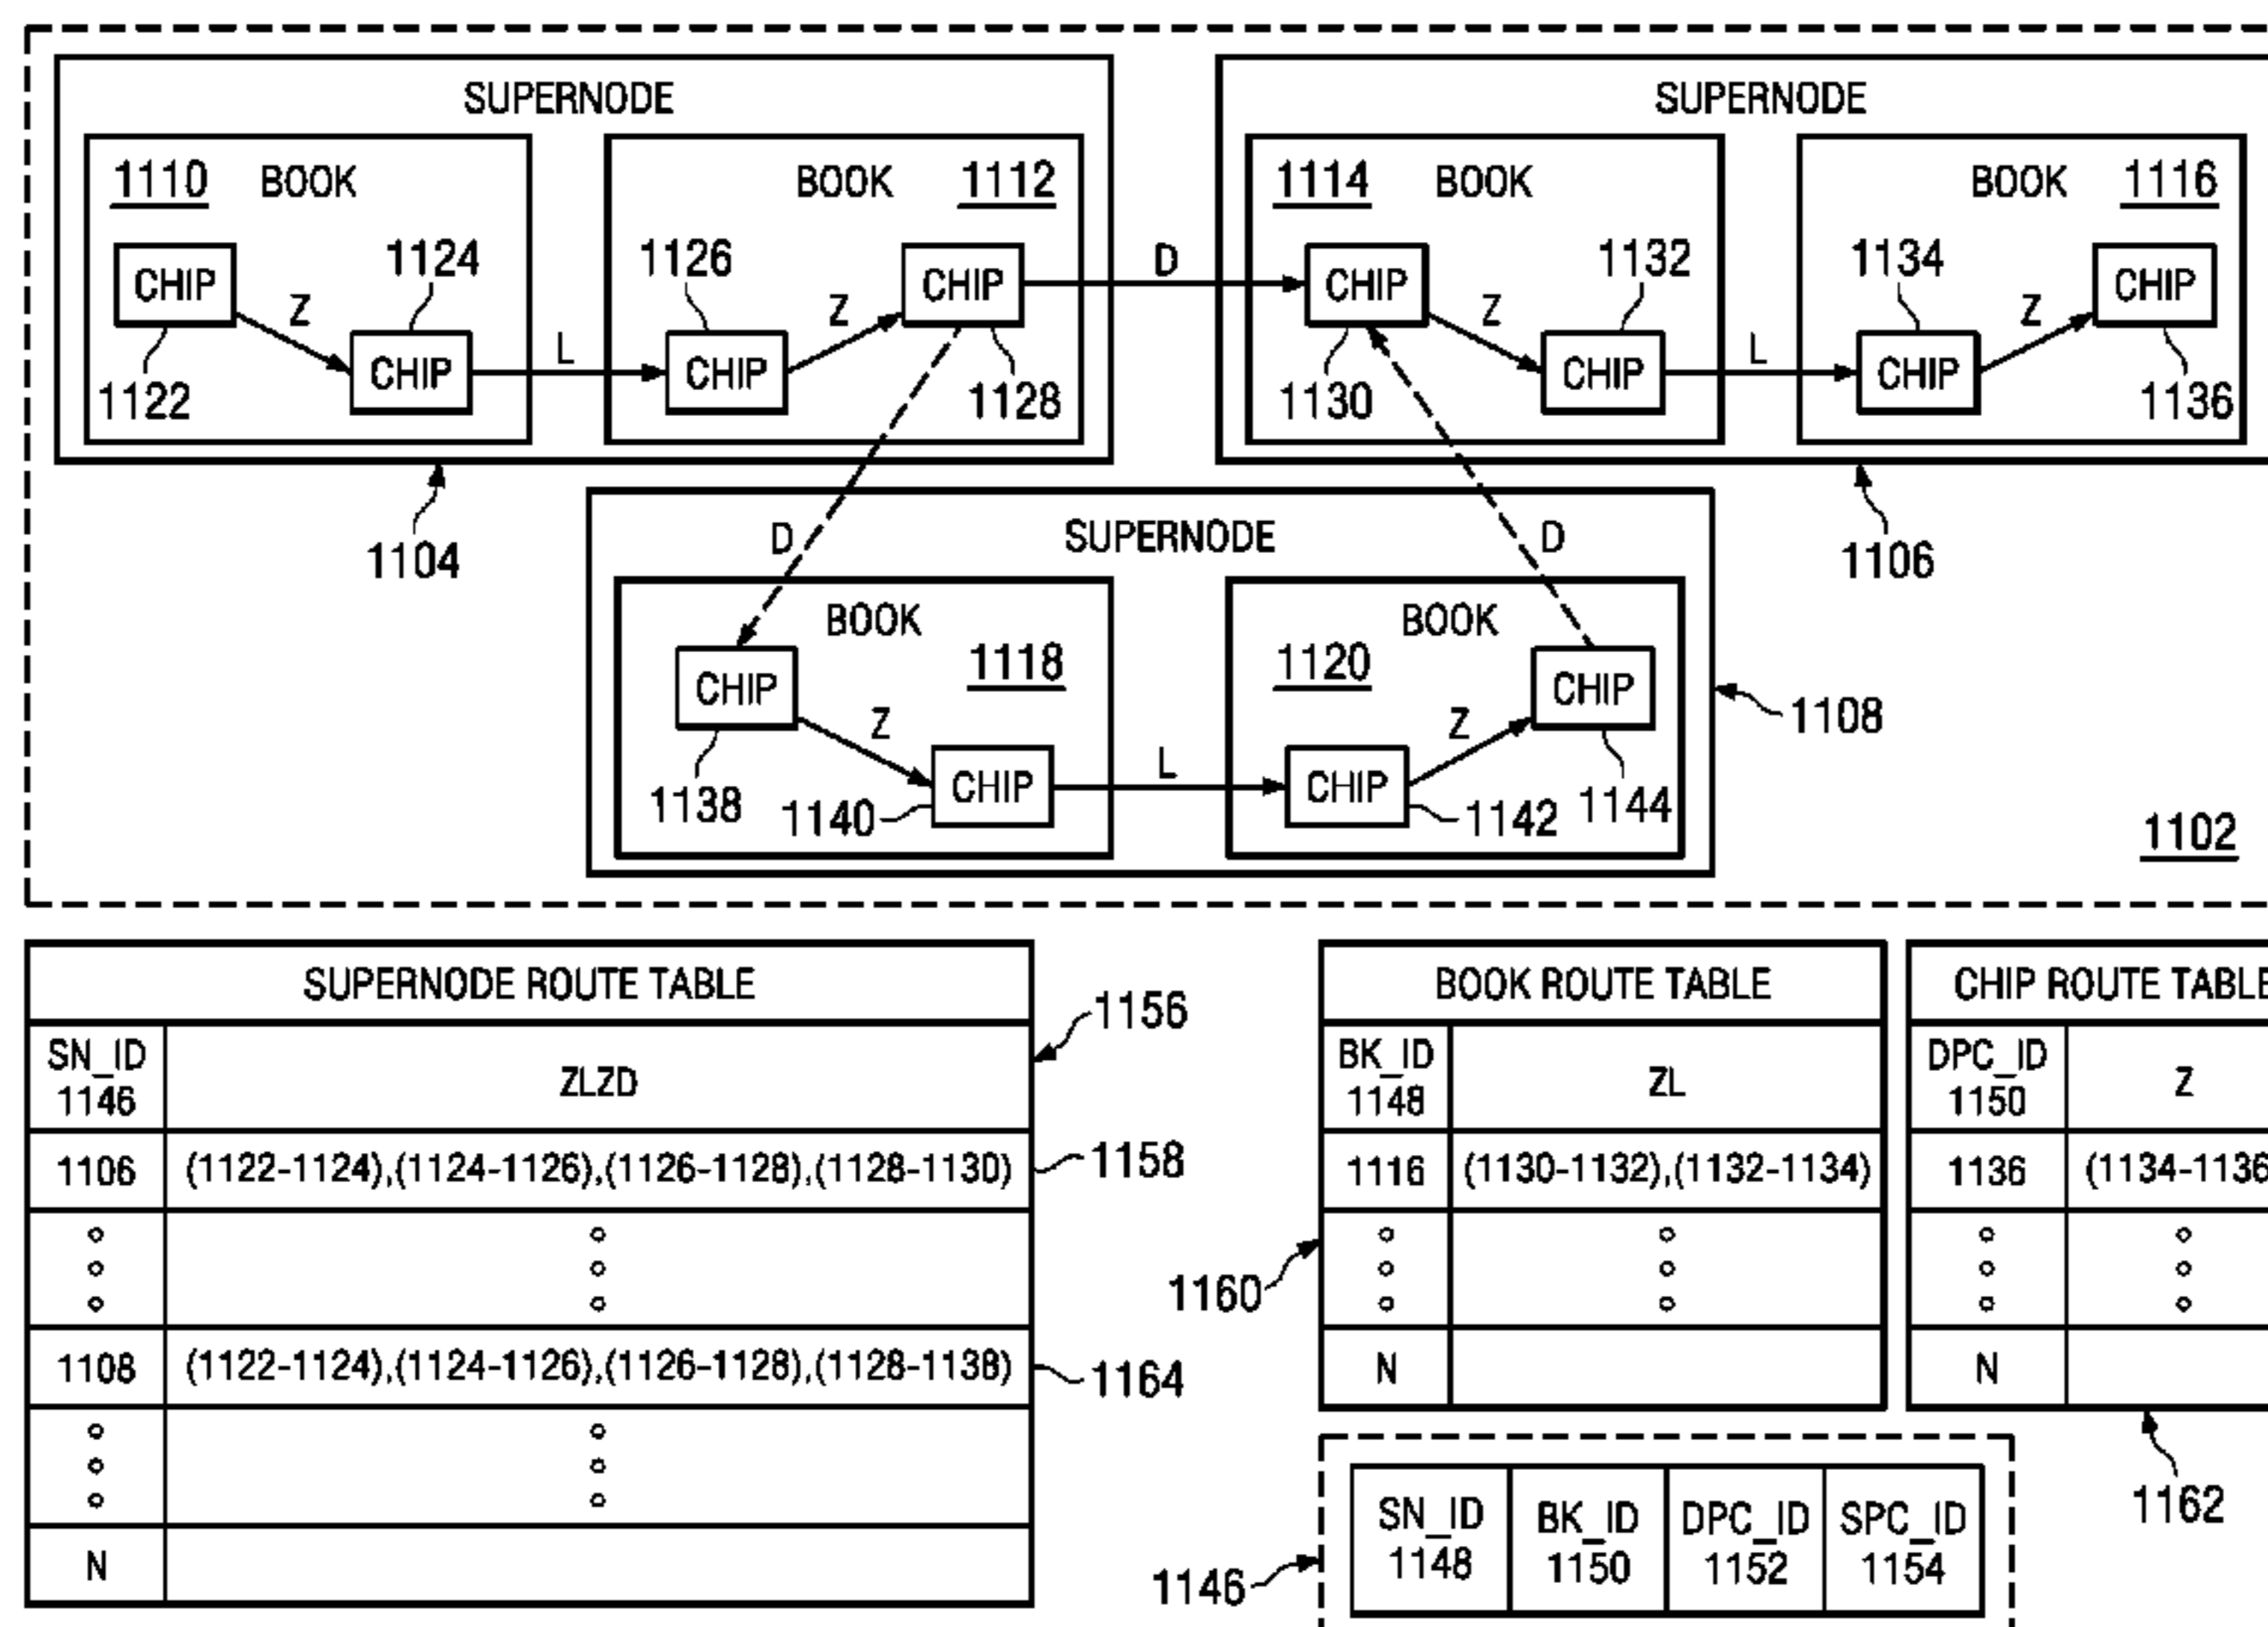 SUPERNODE
1110 BOOK
CHIP
1122
Z
1124
CHIP
L
BOOK 1112
1126
CHIP
Z
CHIP
1128
1104
D
SUPERNODE
1114 BOOK
CHIP
1130
Z
1132
CHIP
L
BOOK 1116
1134
CHIP
Z
CHIP
1136
1106
D
D
SUPERNODE
BOOK
1118
CHIP
1138
Z
CHIP
1140
L
BOOK
1120
CHIP
1142
Z
CHIP
1144
1108
1102
SUPERNODE ROUTE TABLE
1156
SN_ID
1146
ZLZD
1106 (1122-1124),(1124-1126),(1126-1128),(1128-1130)
1158
1108 (1122-1124),(1124-1126),(1126-1128),(1128-1138)
1164
N
BOOK ROUTE TABLE
BK_ID
1148
ZL
1116 (1130-1132),(1132-1134)
1160
N
CHIP ROUTE TABLE
DPC_ID
1150
Z
1136 (1134-1136
N
1162
SN_ID
1148
BK_ID
1150
DPC_ID
1152
SPC_ID
1154
1146